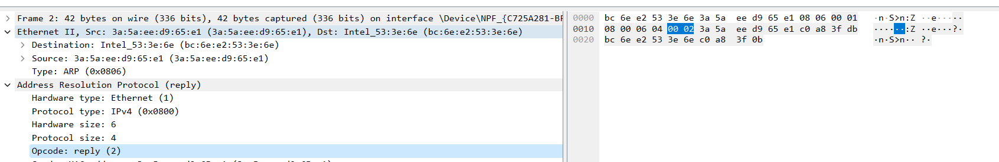 Frame 2: 42 bytes on wire (336 bits), 42 bytes captured (336 bits) on interface \Device\NPF_{C725A281-BF
Ethernet II, Src: 3a:5a:ee:d9:65:e1 (3a:5a:ee:d9:65:e1), Dst: Intel_53:3e:6e (bc:6e:e2:53:3e:6e)
Destination: Intel_53:3e:6e (bc:6e:e2:53:3e:6e)
Source: 3a:5a:ee:d9:65:e1 (3a:5a:ee:d9:65:e1)
Type: ARP (0x0806)
Address Resolution Protocol (reply)
Hardware type: Ethernet (1)
Protocol type: IPv4 (0x0800)
Hardware size: 6
Protocol size: 4
Opcode: reply (2)
0000 bc 6e e2 53 3e 6e 3a 5a ee d9 65 e1 08 06 00 01 ·n·S>n:Z ··e·····
0010 08 00 06 04 00 02 3a 5a ee d9 65 e1 c0 a8 3f db ······:Z ··e···?·
0020 bc 6e e2 53 3e 6e c0 a8 3f 0b ·n·S>n·· ?·